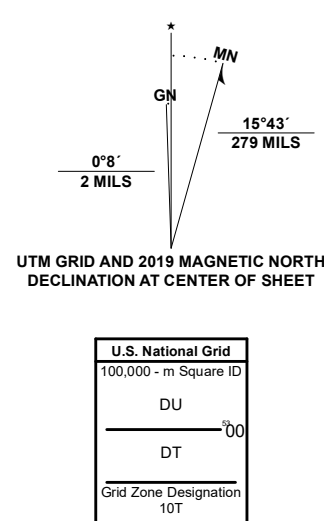 MN
GN
15°43´
279 MILS
0°8´
2 MILS
UTM GRID AND 2019 MAGNETIC NORTH
DECLINATION AT CENTER OF SHEET
U.S. National Grid
100,000 - m Square ID
DU
5300
DT
Grid Zone Designation
10T